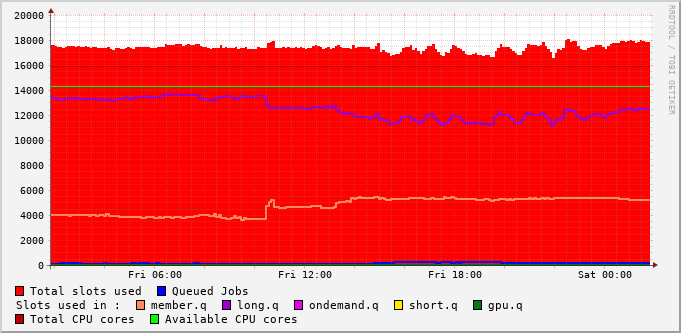 20000
18000
16000
14000
12000
10000
8000
6000
4000
2000
0
Fri 06:00 Fri 12:00 Fri 18:00 Sat 00:00
RRDTOOL / TOBI OETIKER
Total slots used Queued Jobs
Slots used in : member.q long.q ondemand.q short.q gpu.q
Total CPU cores Available CPU cores